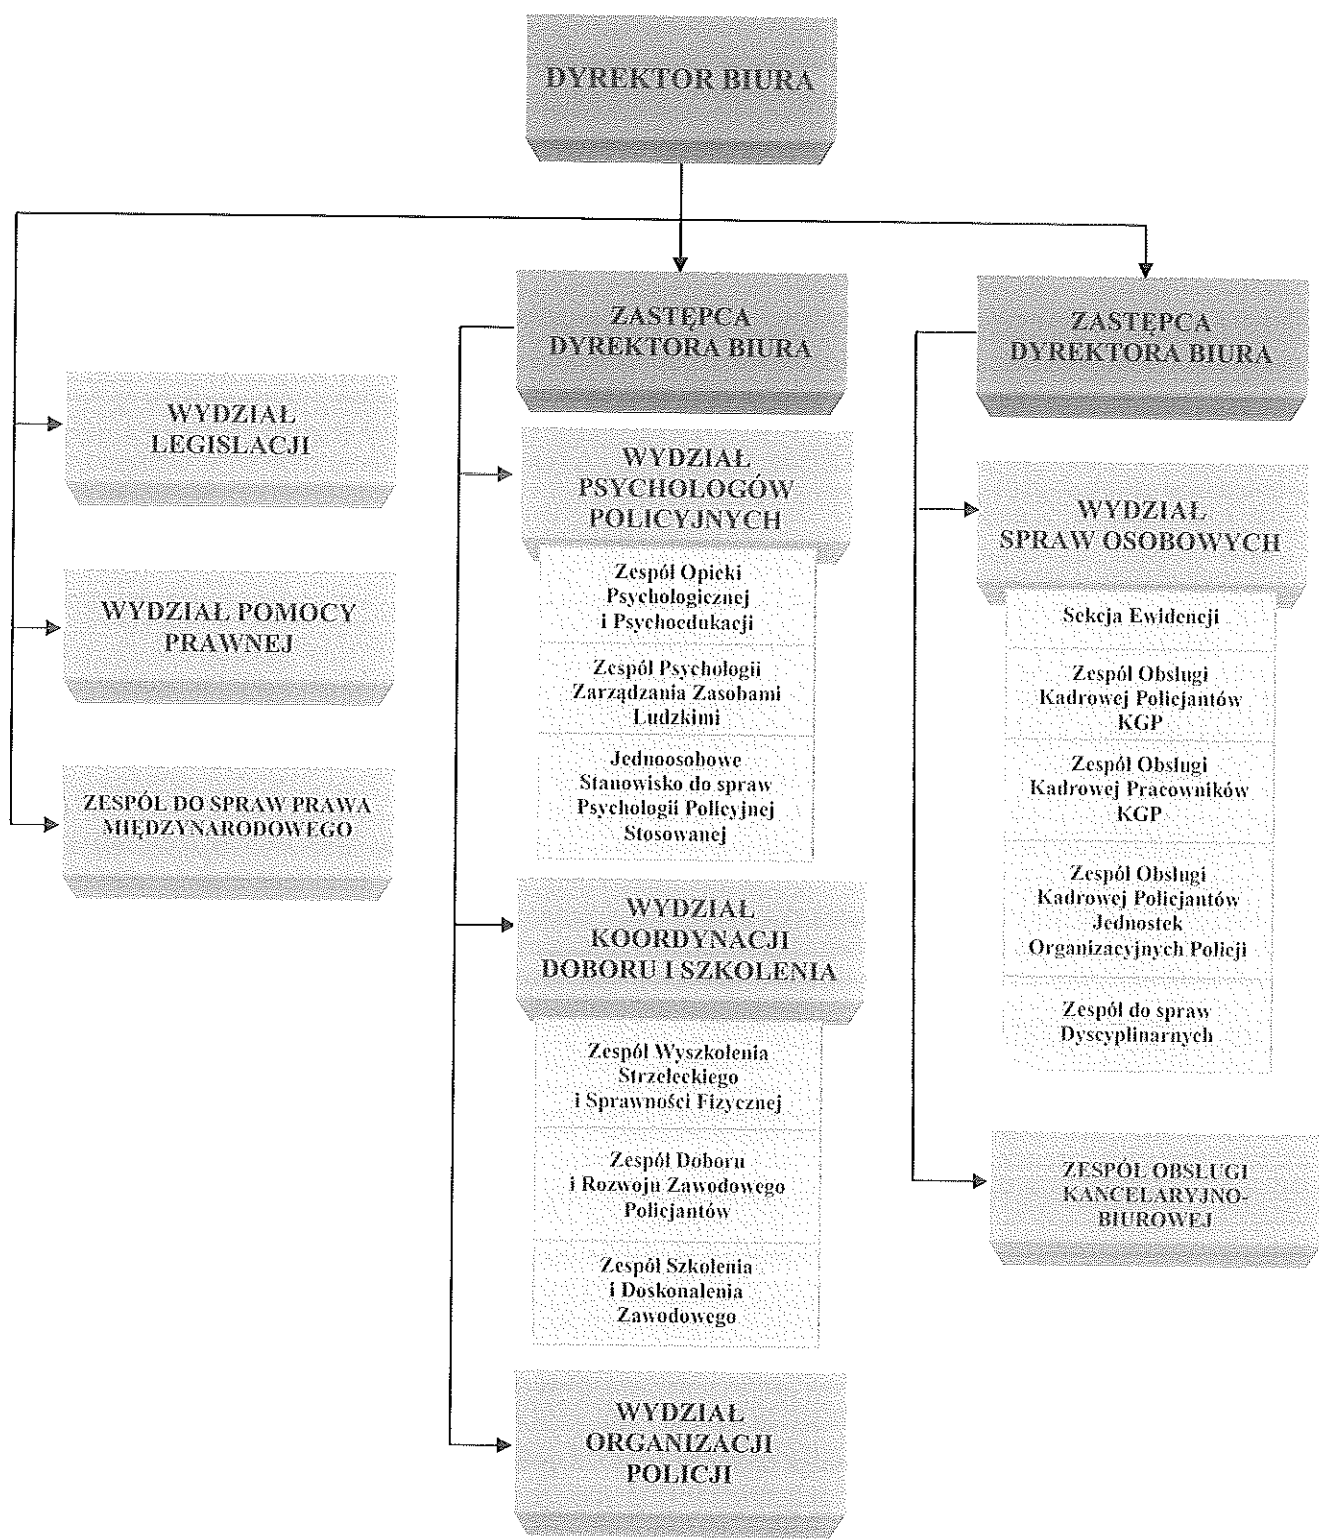 DYREKTOR BIURA
ZASTĘPCA
DYREKTORA BIURA
ZASTĘPCA
DYREKTORA BIURA
WYDZIAŁ
LEGISLACJI
WYDZIAŁ POMOCY
PRAWNEJ
ZESPÓŁ DO SPRAW PRAWA
MIĘDZYNARODOWEGO
WYDZIAŁ
PSYCHOLOGÓW
POLICYJNYCH
Zespół Opieki
Psychologicznej
i Psychoedukacji
Zespół Psychologii
Zarządzania Zasobami
Ludzkimi
Jednoosobowe
Stanowisko do spraw
Psychologii Policyjnej
Stosowanej
WYDZIAŁ
KOORDYNACJI
DOBORU I SZKOLENIA
Zespół Wyszkolenia
Strzeleckiego
i Sprawności Fizycznej
Zespół Doboru
i Rozwoju Zawodowego
Policjantów
Zespół Szkolenia
i Doskonalenia
Zawodowego
WYDZIAŁ
ORGANIZACJI
POLICJI
WYDZIAŁ
SPRAW OSOBOWYCH
Sekcja Ewidencji
Zespół Obsługi
Kadrowej Policjantów
KGP
Zespół Obsługi
Kadrowej Pracowników
KGP
Zespół Obsługi
Kadrowej Policjantów
Jednostek
Organizacyjnych Policji
Zespół do spraw
Dyscyplinarnych
ZESPÓŁ OBSŁUGI
KANCELARYJNO-
BIUROWEJ